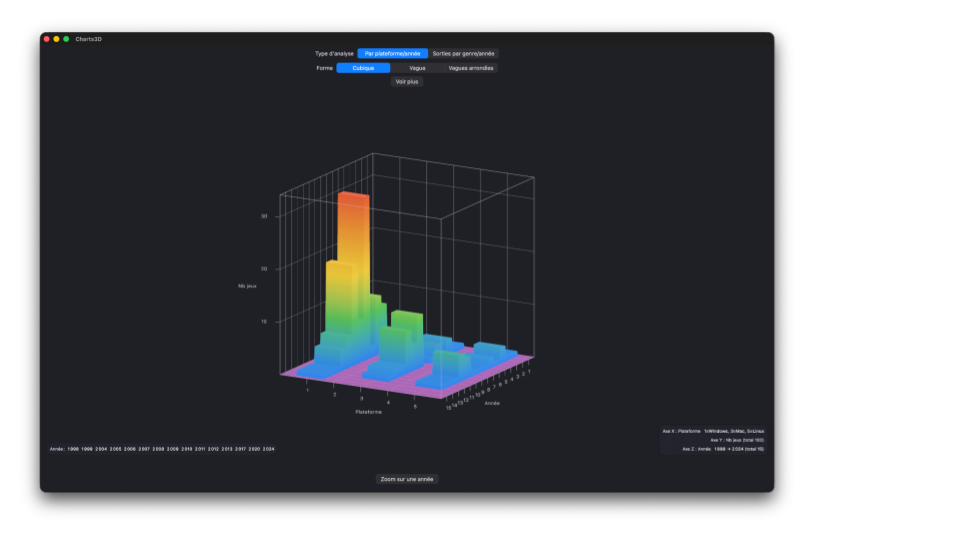 Charts3D
Type d'analyse Par plateforme/année Sorties par genre/année
Forme Cubique Vague Vagues arrondies
Voir plus
30
20
Nb jeux
10
1 2 3 4 5
Plateforme
15 14 13 12 11 10 9 8 7 6 5 4 3 2 1
Année
Axe X : Plateforme 1=Windows, 3=Mac, 5=Linux
Axe Y : Nb jeux (total 100)
Axe Z : Année 1998 → 2024 (total 15)
Année : 1998 1999 2004 2005 2006 2007 2008 2009 2010 2011 2012 2013 2017 2020 2024
Zoom sur une année